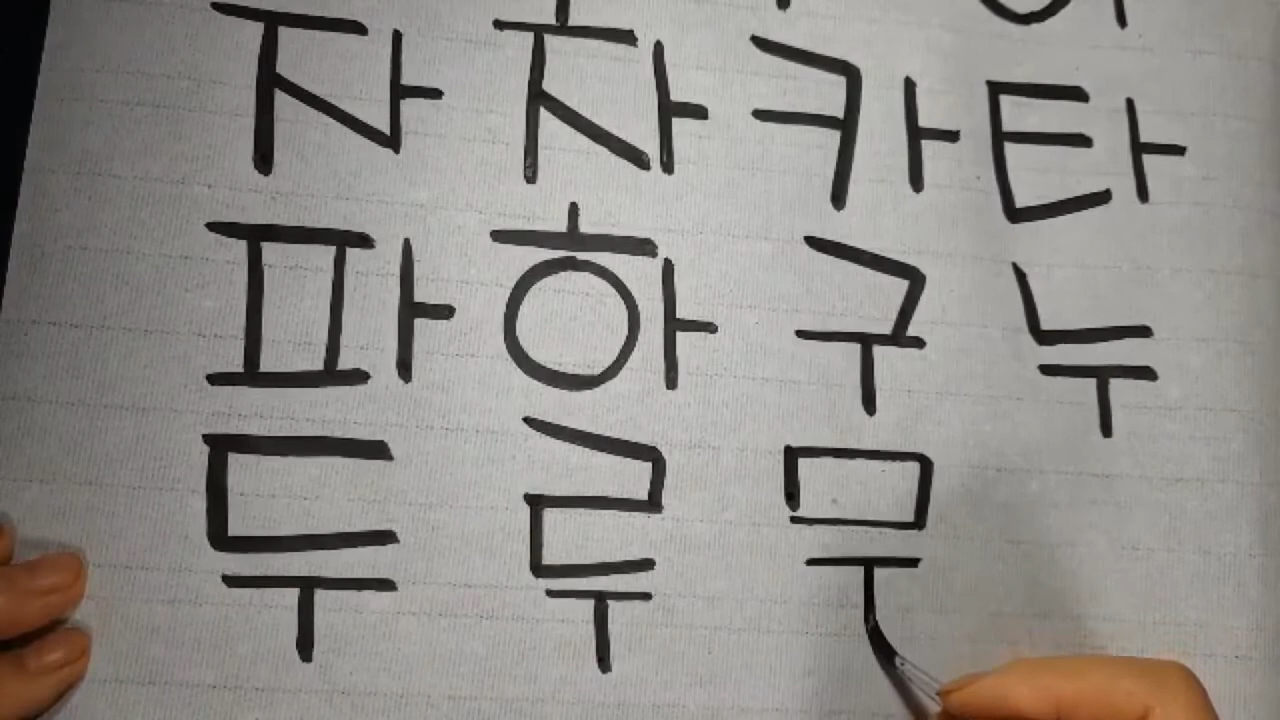 자 차 카 타
파 하 구 누
두 루 무